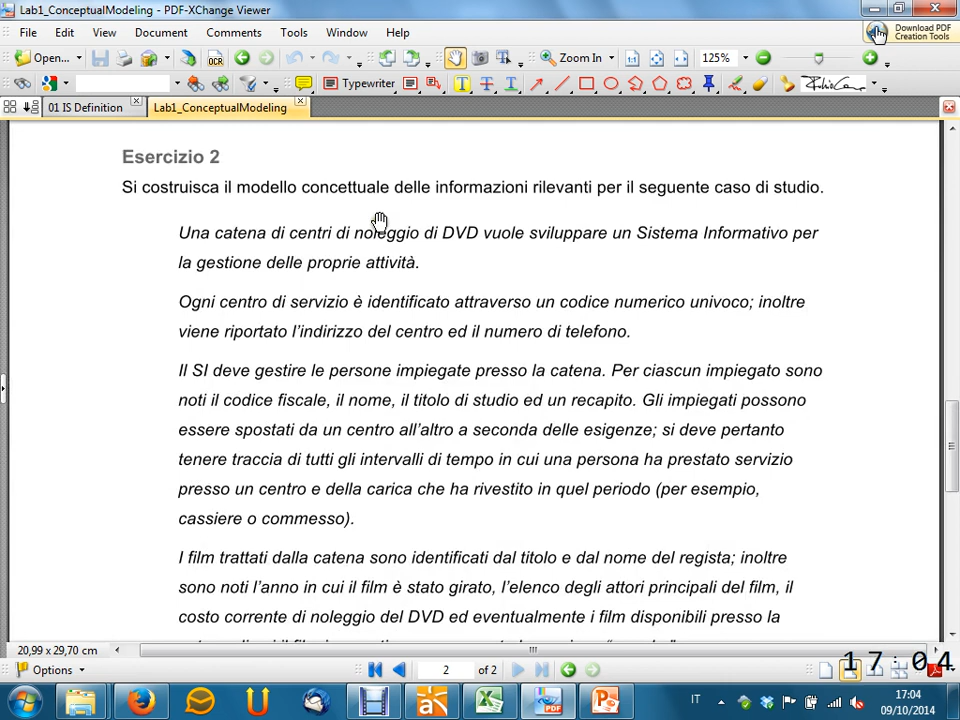 Lab1_ConceptualModeling - PDF-XChange Viewer
File Edit View Document Comments Tools Window Help
Download PDF
Creation Tools
Open...
OCR
Zoom In
125%
Typewriter
01 IS Definition
Lab1_ConceptualModeling
Esercizio 2
Si costruisca il modello concettuale delle informazioni rilevanti per il seguente caso di studio.
Una catena di centri di noleggio di DVD vuole sviluppare un Sistema Informativo per
la gestione delle proprie attività.
Ogni centro di servizio è identificato attraverso un codice numerico univoco; inoltre
viene riportato l'indirizzo del centro ed il numero di telefono.
Il SI deve gestire le persone impiegate presso la catena. Per ciascun impiegato sono
noti il codice fiscale, il nome, il titolo di studio ed un recapito. Gli impiegati possono
essere spostati da un centro all'altro a seconda delle esigenze; si deve pertanto
tenere traccia di tutti gli intervalli di tempo in cui una persona ha prestato servizio
presso un centro e della carica che ha rivestito in quel periodo (per esempio,
cassiere o commesso).
I film trattati dalla catena sono identificati dal titolo e dal nome del regista; inoltre
sono noti l'anno in cui il film è stato girato, l'elenco degli attori principali del film, il
costo corrente di noleggio del DVD ed eventualmente i film disponibili presso la
20,99 x 29,70 cm
Options
2 of 2
17:04
IT
17:04
09/10/2014